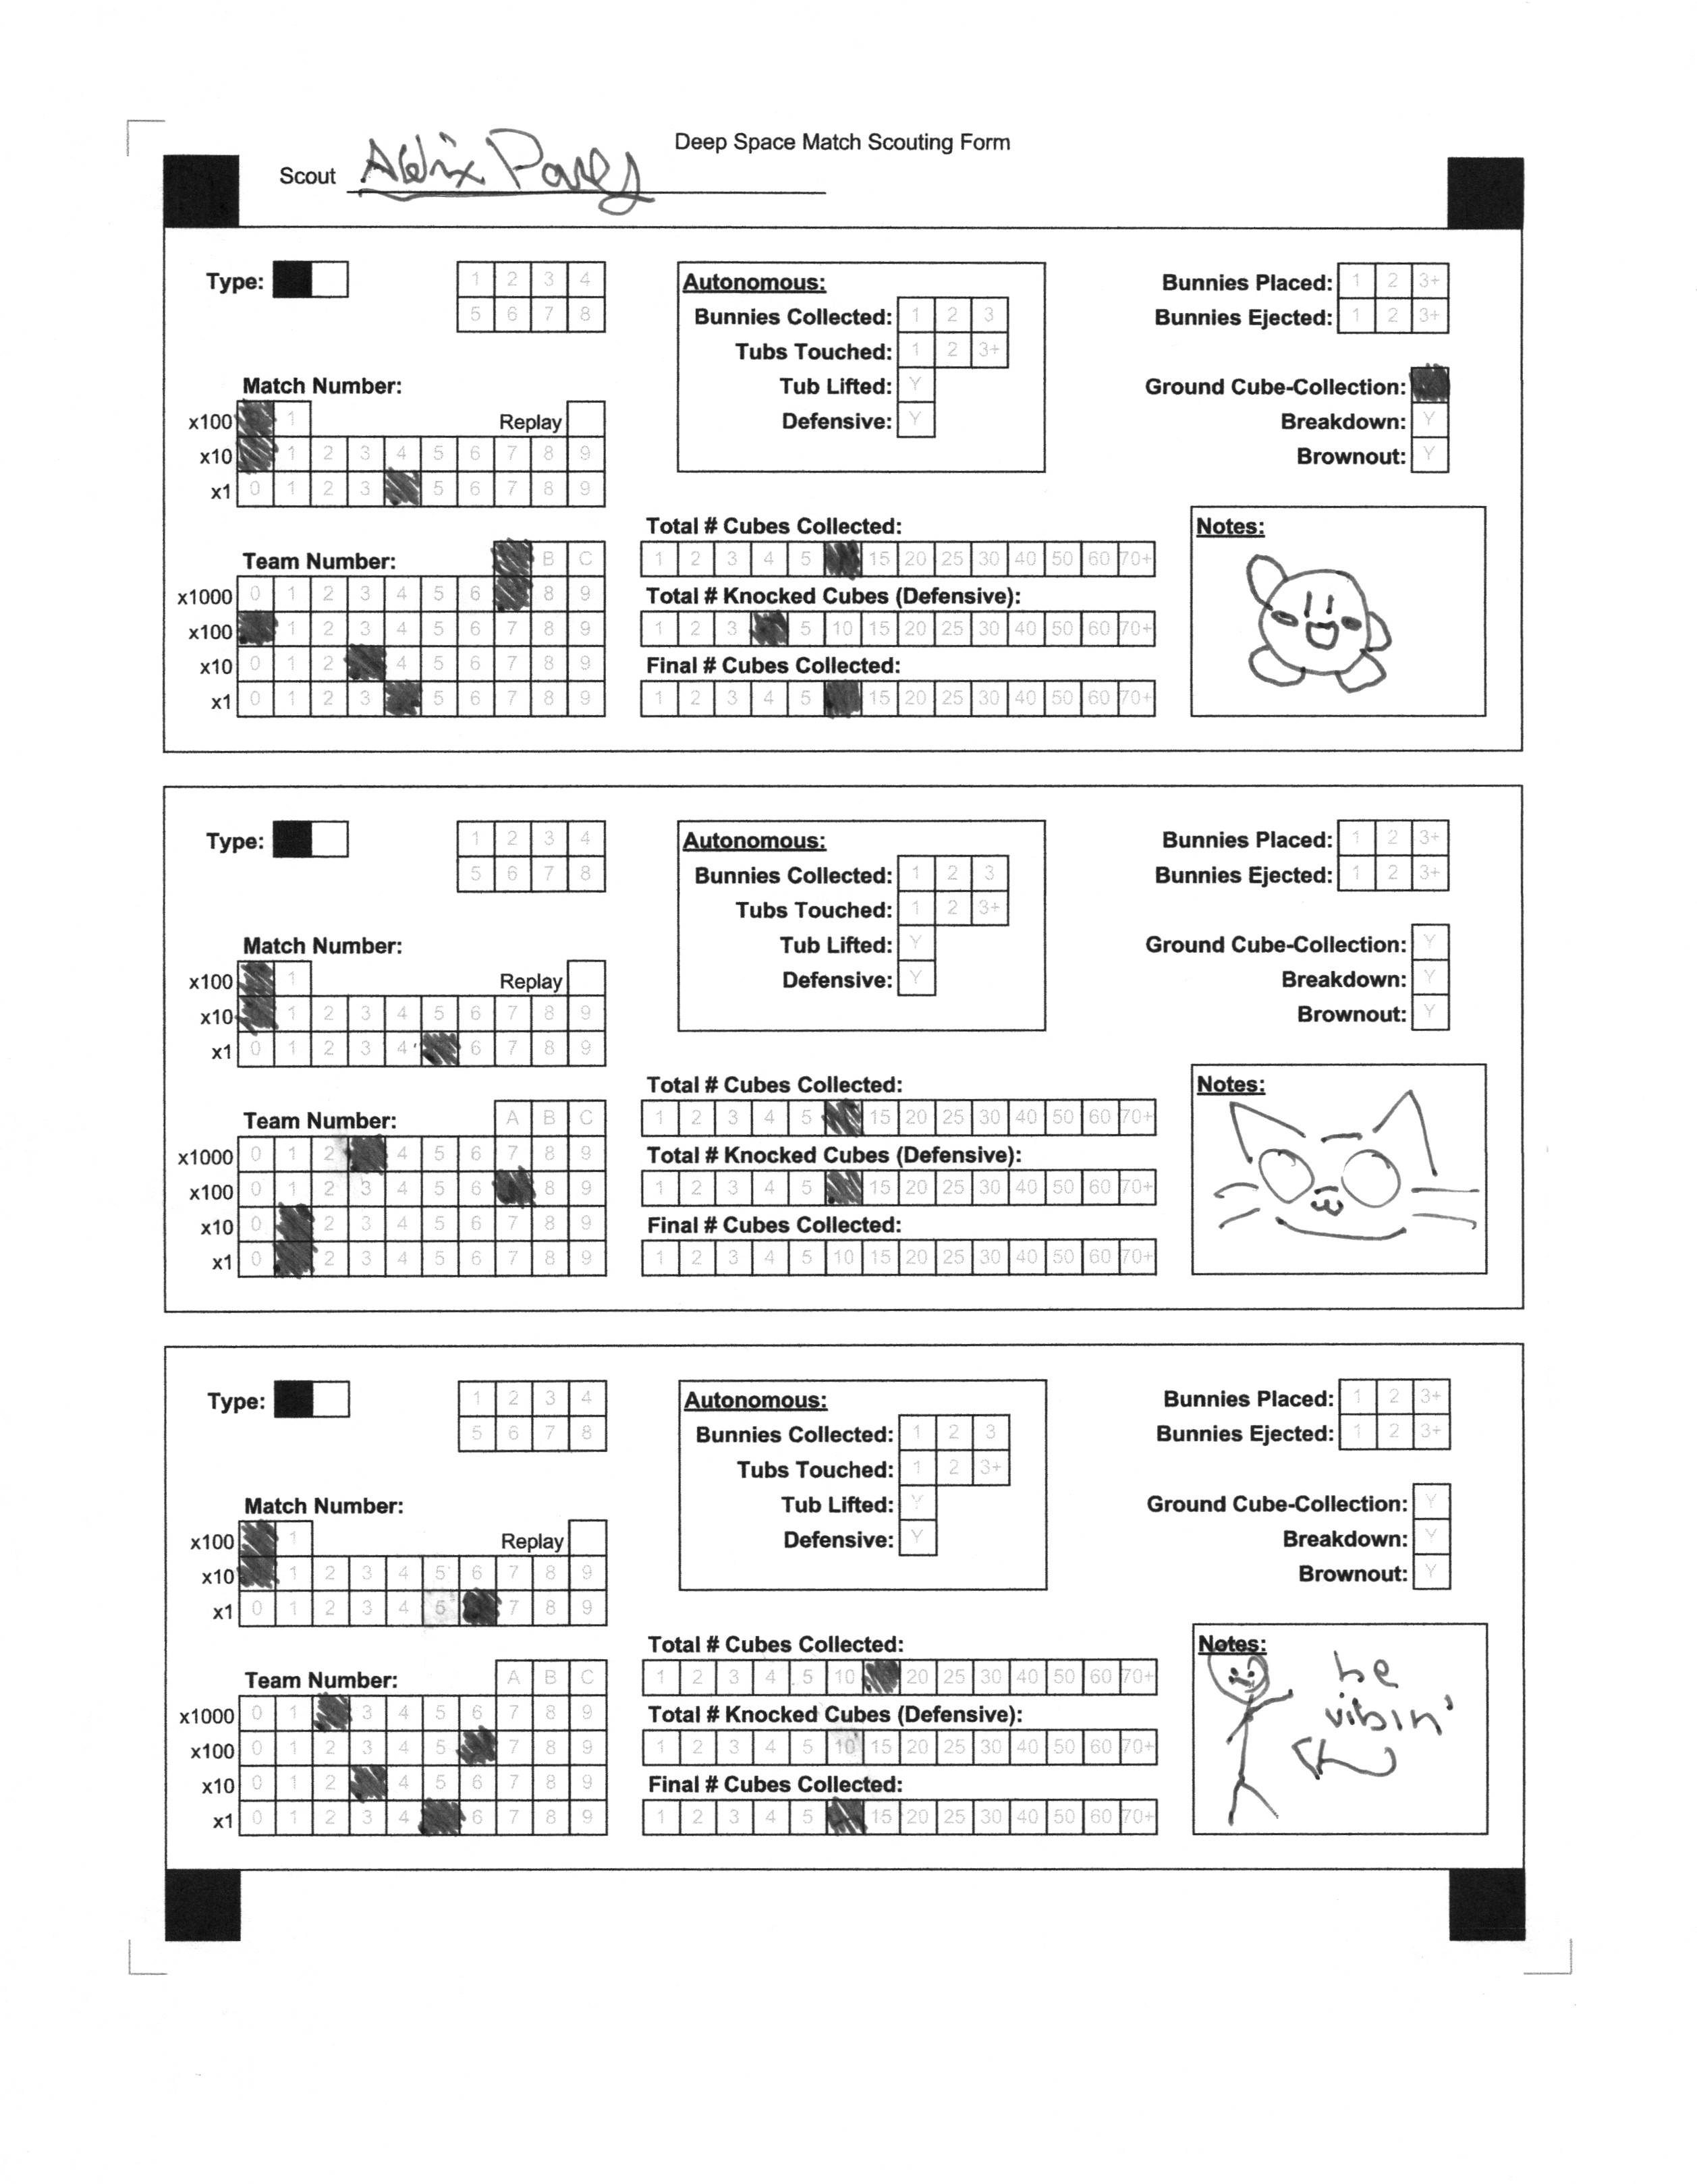 Deep Space Match Scouting Form
Scout
Type:
1 2 3 4
5 6 7 8
Match Number:
x100 1 Replay
x10 1 2 3 4 5 6 7 8 9
x1 0 1 2 3 5 6 7 8 9
Team Number: B C
x1000 0 1 2 3 4 5 6 8 9
x100 1 2 3 4 5 6 7 8 9
x10 0 1 2 4 5 6 7 8 9
x1 0 1 2 3 5 6 7 8 9
Autonomous:
Bunnies Collected: 1 2 3
Tubs Touched: 1 2 3+
Tub Lifted: Y
Defensive: Y
Total # Cubes Collected:
1 2 3 4 5 15 20 25 30 40 50 60 70+
Total # Knocked Cubes (Defensive):
1 2 3 5 10 15 20 25 30 40 50 60 70+
Final # Cubes Collected:
1 2 3 4 5 15 20 25 30 40 50 60 70+
Bunnies Placed: 1 2 3+
Bunnies Ejected: 1 2 3+
Ground Cube-Collection:
Breakdown: Y
Brownout: Y
Notes:
Type:
1 2 3 4
5 6 7 8
Match Number:
x100 1 Replay
x10 1 2 3 4 5 6 7 8 9
x1 0 1 2 3 4 6 7 8 9
Team Number: A B C
x1000 0 1 2 4 5 6 7 8 9
x100 0 1 2 3 4 5 6 8 9
x10 0 2 3 4 5 6 7 8 9
x1 0 2 3 4 5 6 7 8 9
Autonomous:
Bunnies Collected: 1 2 3
Tubs Touched: 1 2 3+
Tub Lifted: Y
Defensive: Y
Total # Cubes Collected:
1 2 3 4 5 15 20 25 30 40 50 60 70+
Total # Knocked Cubes (Defensive):
1 2 3 4 5 15 20 25 30 40 50 60 70+
Final # Cubes Collected:
1 2 3 4 5 10 15 20 25 30 40 50 60 70+
Bunnies Placed: 1 2 3+
Bunnies Ejected: 1 2 3+
Ground Cube-Collection: Y
Breakdown: Y
Brownout: Y
Notes:
Type:
1 2 3 4
5 6 7 8
Match Number:
x100 1 Replay
x10 1 2 3 4 5 6 7 8 9
x1 0 1 2 3 4 5 7 8 9
Team Number: A B C
x1000 0 1 3 4 5 6 7 8 9
x100 0 1 2 3 4 5 7 8 9
x10 0 1 2 4 5 6 7 8 9
x1 0 1 2 3 4 6 7 8 9
Autonomous:
Bunnies Collected: 1 2 3
Tubs Touched: 1 2 3+
Tub Lifted: Y
Defensive: Y
Total # Cubes Collected:
1 2 3 4 5 10 20 25 30 40 50 60 70+
Total # Knocked Cubes (Defensive):
1 2 3 4 5 10 15 20 25 30 40 50 60 70+
Final # Cubes Collected:
1 2 3 4 5 15 20 25 30 40 50 60 70+
Bunnies Placed: 1 2 3+
Bunnies Ejected: 1 2 3+
Ground Cube-Collection: Y
Breakdown: Y
Brownout: Y
Notes:
he
vibin'